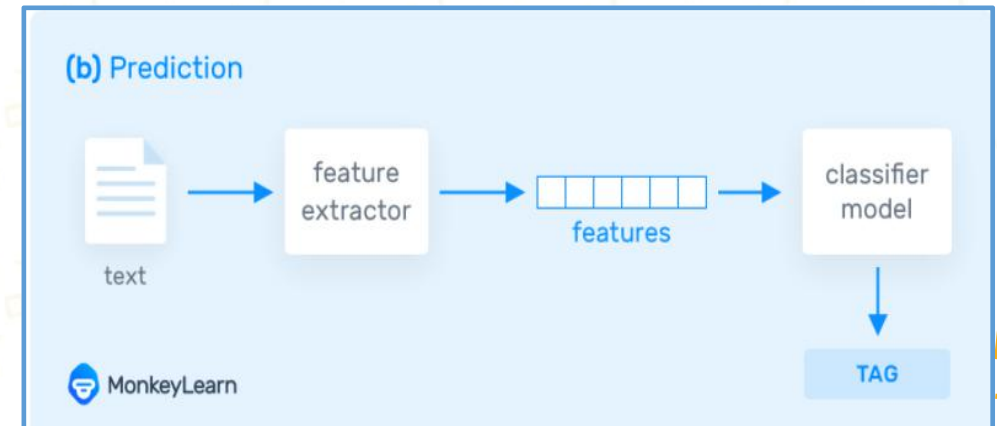 (b) Prediction
text
feature
extractor
features
classifier
model
TAG
MonkeyLearn